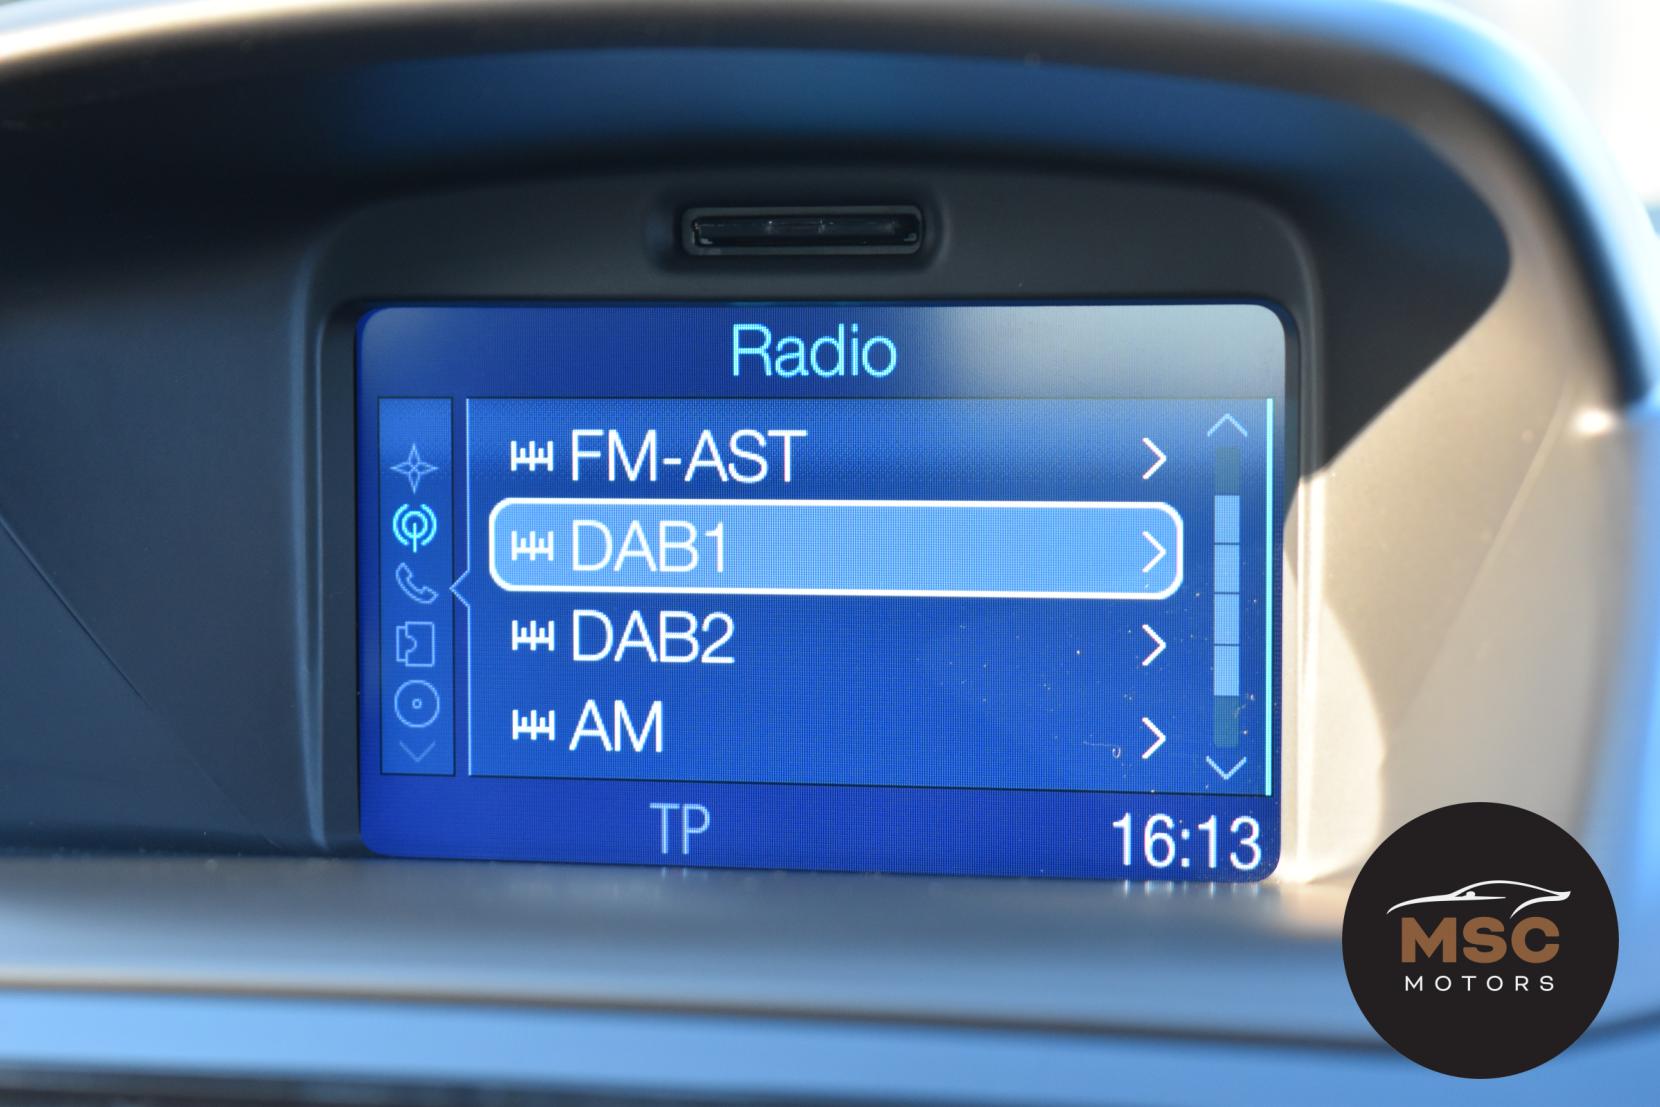 Radio
FM-AST
DAB1
DAB2
AM
TP
16:13
MSC
MOTORS